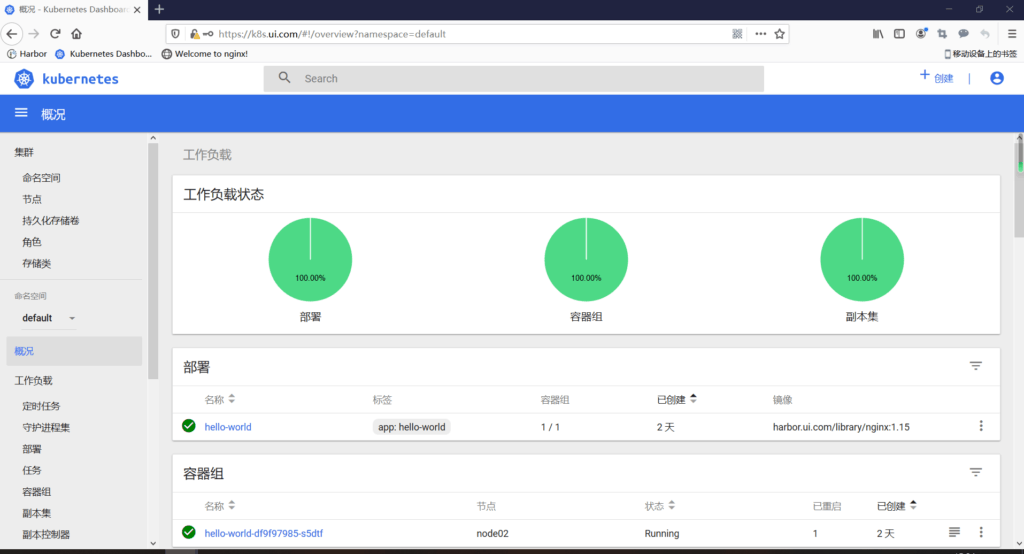 概况 - Kubernetes Dashboard
https://k8s.ui.com/#!/overview?namespace=default
Harbor Kubernetes Dashbo... Welcome to nginx! 移动设备上的书签
kubernetes Search 创建
概况
集群
命名空间
节点
持久化存储卷
角色
存储类
命名空间
default
概况
工作负载
定时任务
守护进程集
部署
任务
容器组
副本集
副本控制器
工作负载
工作负载状态
100.00% 100.00% 100.00%
部署 容器组 副本集
部署
名称 标签 容器组 已创建 镜像
hello-world app: hello-world 1 / 1 2 天 harbor.ui.com/library/nginx:1.15
容器组
名称 节点 状态 已重启 已创建
hello-world-df9f97985-s5dtf node02 Running 1 2 天